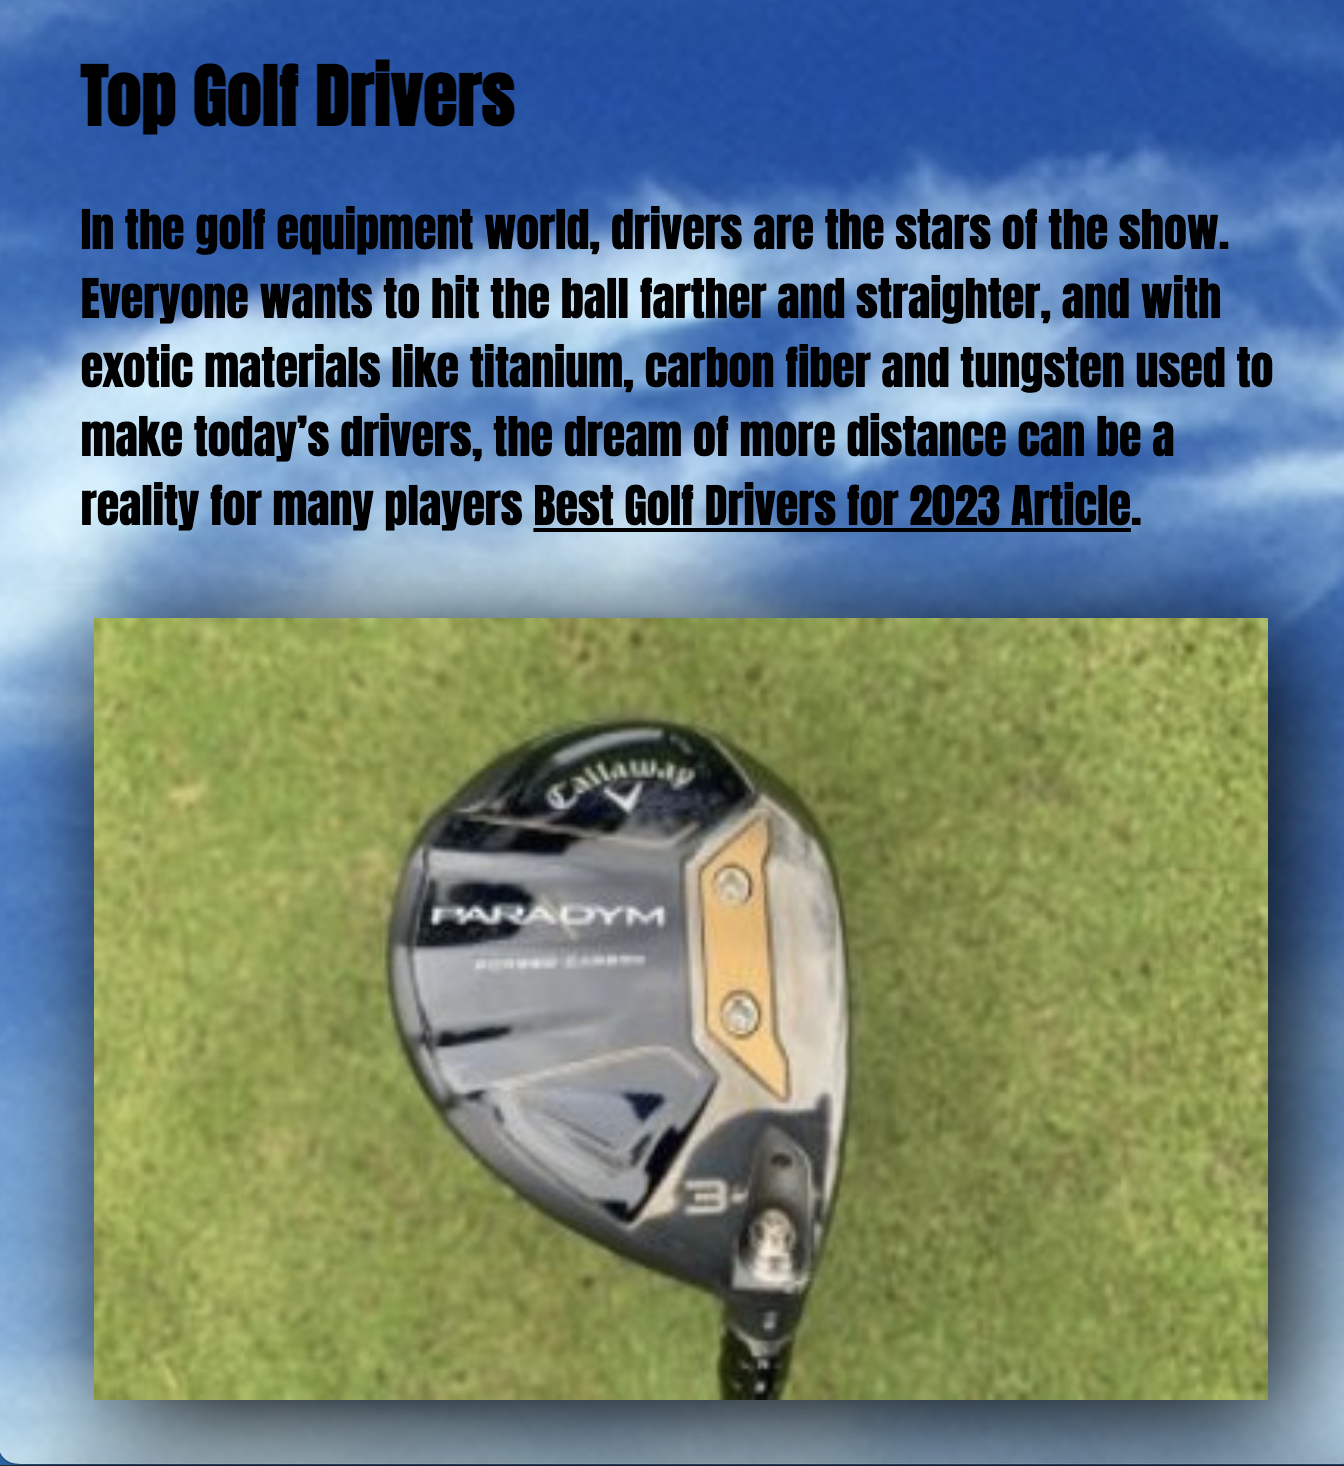 Top Golf Drivers
In the golf equipment world, drivers are the stars of the show.
Everyone wants to hit the ball farther and straighter, and with
exotic materials like titanium, carbon fiber and tungsten used to
make today’s drivers, the dream of more distance can be a
reality for many players Best Golf Drivers for 2023 Article.
Callaway
PARADYM
FORGED CARBON
3